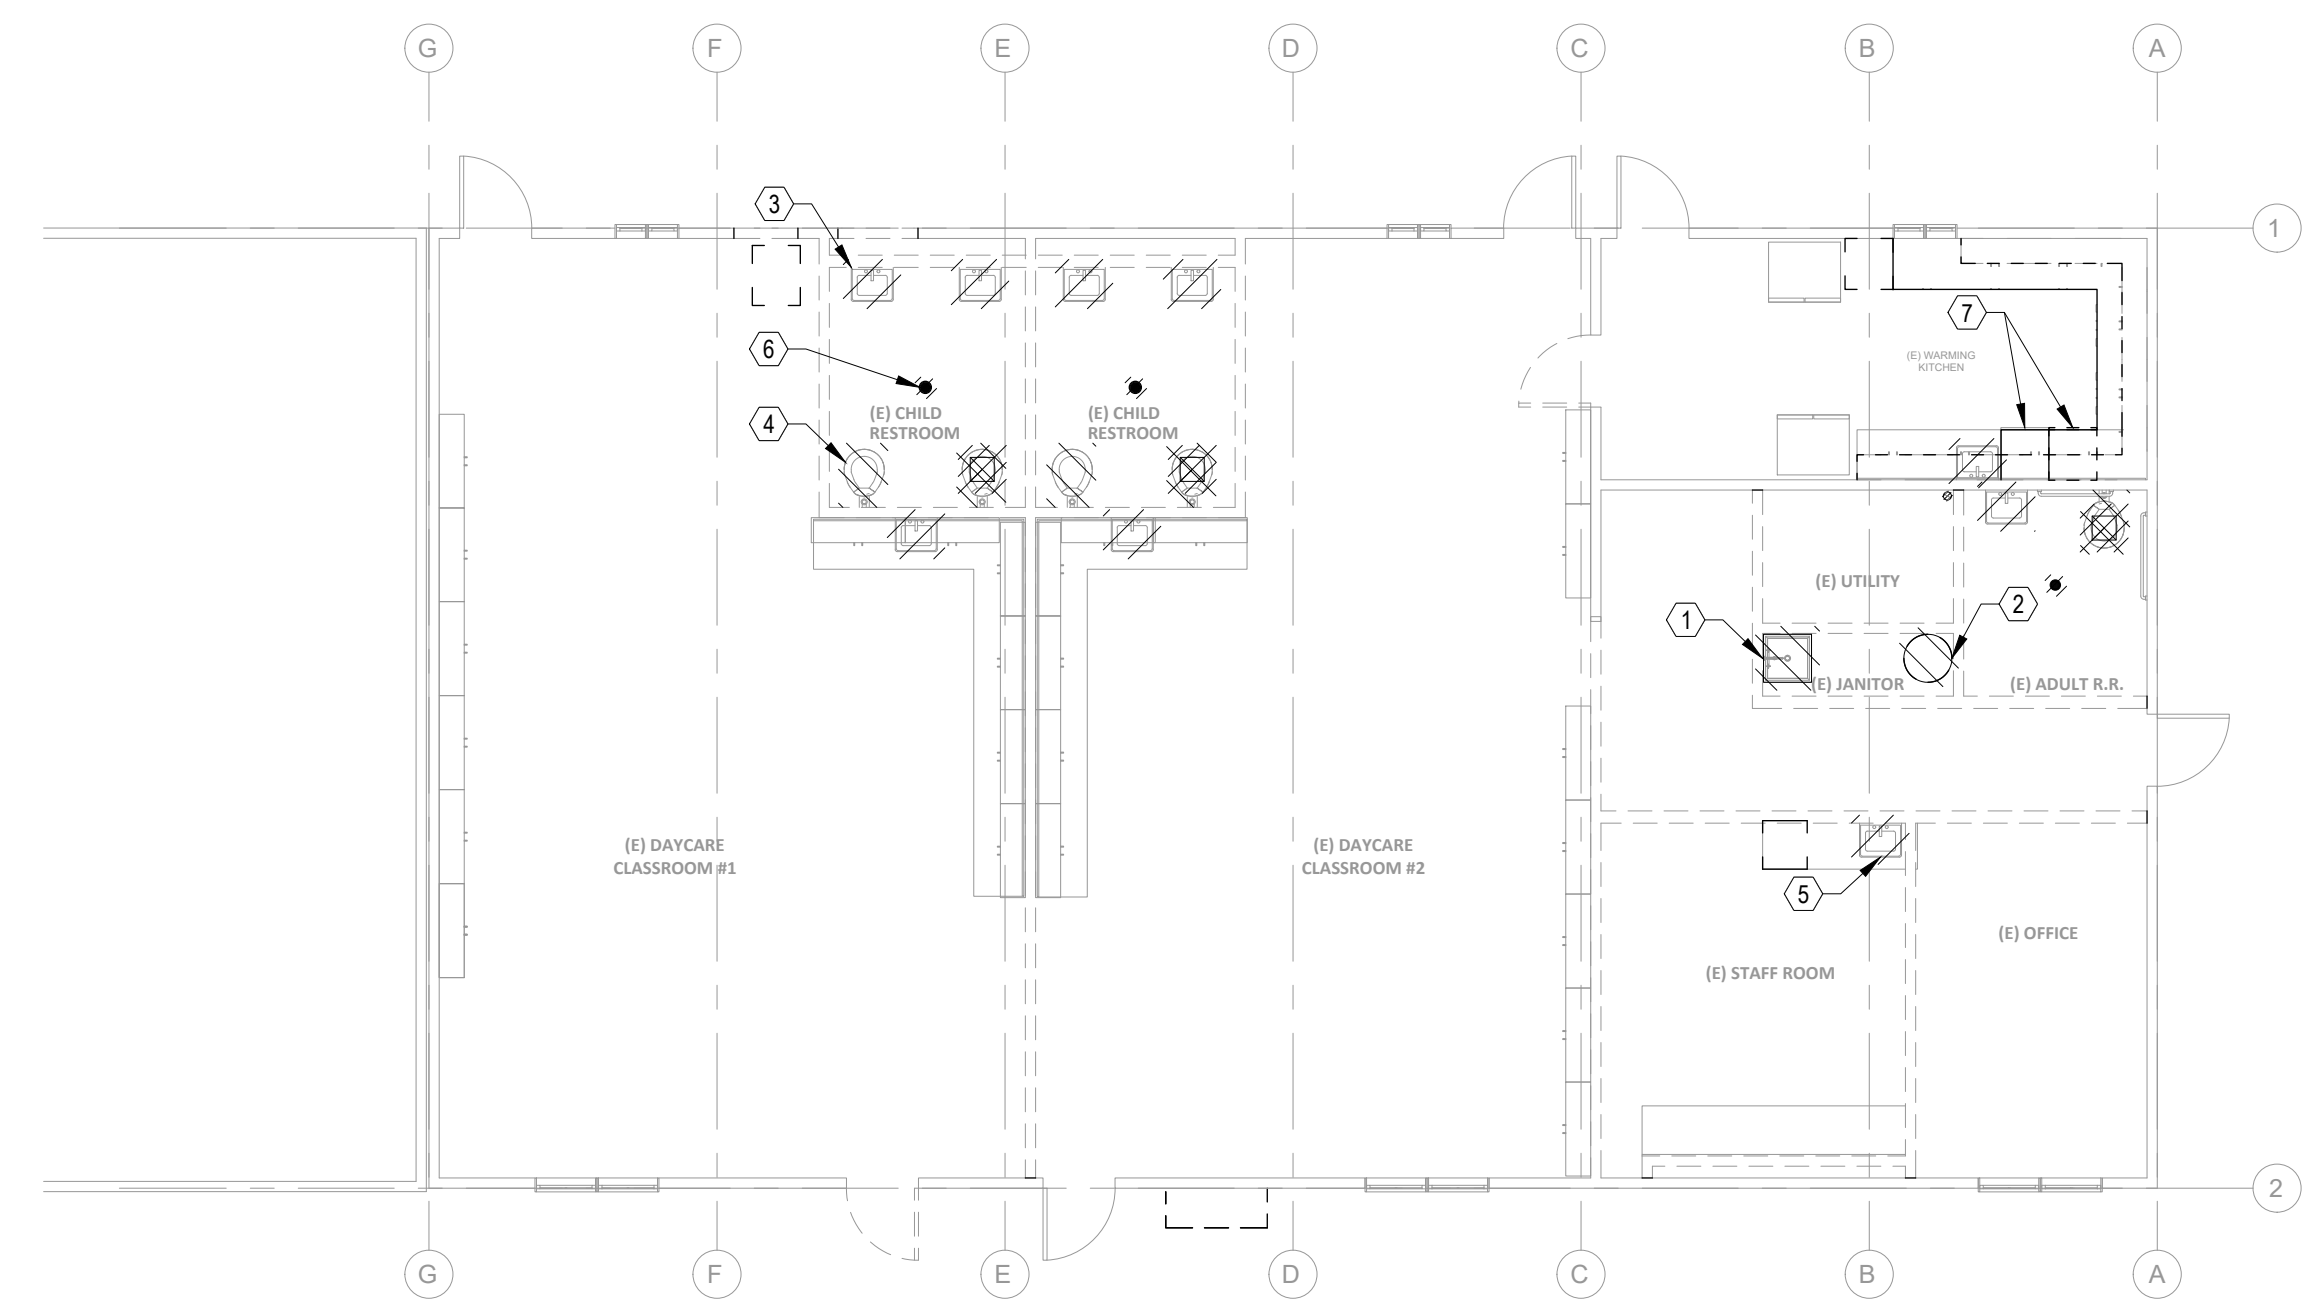 G F E D C B A
3
1
7
6
(E) WARMING
KITCHEN
4
(E) CHILD
RESTROOM
(E) CHILD
RESTROOM
(E) UTILITY
1
2
(E) JANITOR
(E) ADULT R.R.
(E) DAYCARE
CLASSROOM #1
(E) DAYCARE
CLASSROOM #2
5
(E) OFFICE
(E) STAFF ROOM
2
G F E D C B A